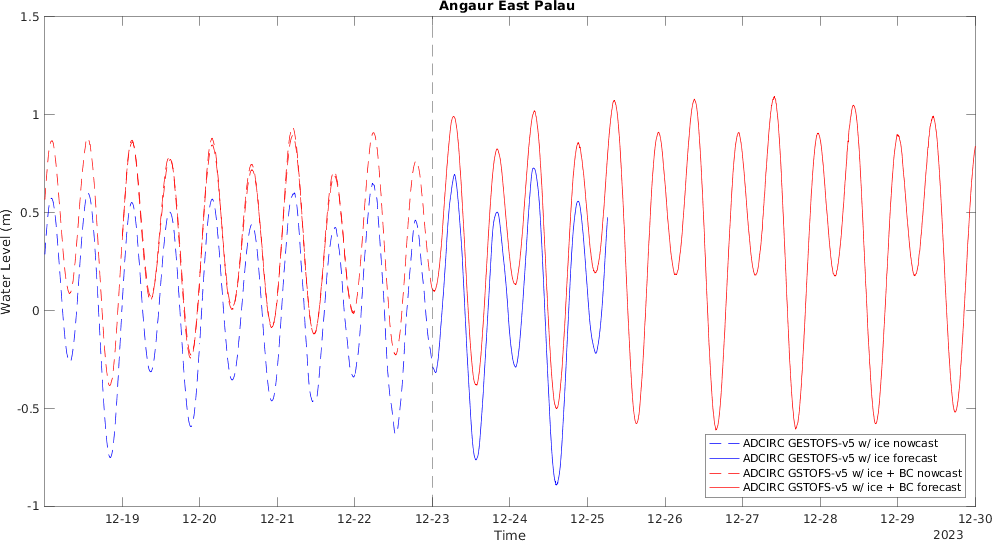 Angaur East Palau
Water Level (m)
1.5
1
0.5
0
-0.5
-1
12-19
12-20
12-21
12-22
12-23
12-24
12-25
12-26
12-27
12-28
12-29
12-30
2023
Time
ADCIRC GESTOFS-v5 w/ ice nowcast
ADCIRC GESTOFS-v5 w/ ice forecast
ADCIRC GSTOFS-v5 w/ ice + BC nowcast
ADCIRC GSTOFS-v5 w/ ice + BC forecast